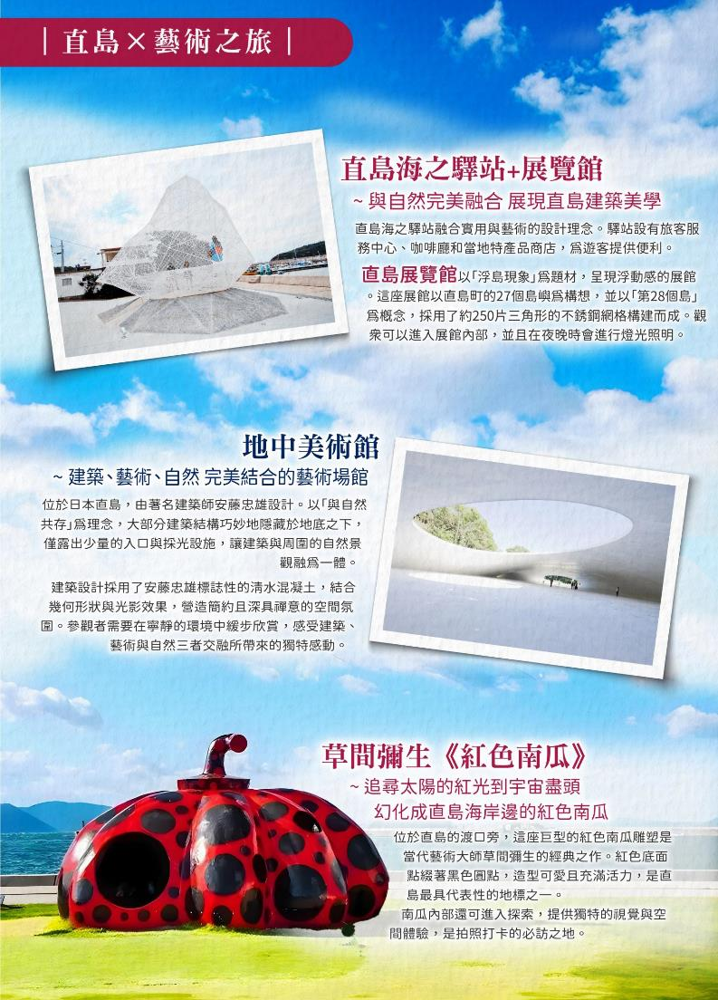 ｜直島×藝術之旅｜
直島海之驛站+展覽館
~ 與自然完美融合 展現直島建築美學
直島海之驛站融合實用與藝術的設計理念。驛站設有旅客服
務中心、咖啡廳和當地特產品商店，爲遊客提供便利。
直島展覽館以「浮島現象」爲題材，呈現浮動感的展館
。這座展館以直島町的27個島嶼爲構想，並以「第28個島」
爲概念，採用了約250片三角形的不銹鋼網格構建而成。觀
衆可以進入展館內部，並且在夜晚時會進行燈光照明。
地中美術館
~ 建築、藝術、自然 完美結合的藝術場館
位於日本直島，由著名建築師安藤忠雄設計。以「與自然
共存」爲理念，大部分建築結構巧妙地隱藏於地底之下，
僅露出少量的入口與採光設施，讓建築與周圍的自然景
觀融爲一體。
建築設計採用了安藤忠雄標誌性的清水混凝土，結合
幾何形狀與光影效果，營造簡約且深具禪意的空間氛
圍。參觀者需要在寧靜的環境中緩步欣賞，感受建築、
藝術與自然三者交融所帶來的獨特感動。
草間彌生《紅色南瓜》
~ 追尋太陽的紅光到宇宙盡頭
幻化成直島海岸邊的紅色南瓜
位於直島的渡口旁，這座巨型的紅色南瓜雕塑是
當代藝術大師草間彌生的經典之作。紅色底面
點綴著黑色圓點，造型可愛且充滿活力，是直
島最具代表性的地標之一。
南瓜內部還可進入探索，提供獨特的視覺與空
間體驗，是拍照打卡的必訪之地。